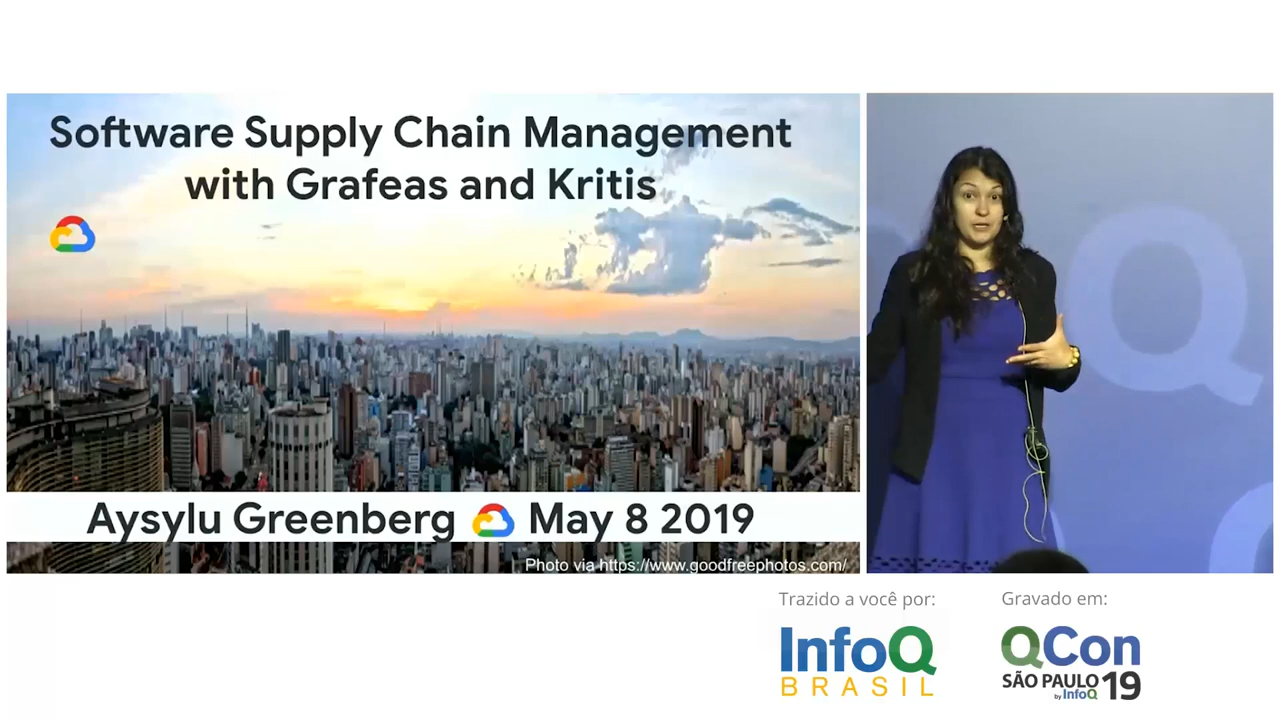 Software Supply Chain Management
with Grafeas and Kritis
Aysylu Greenberg May 8 2019
Photo via https://www.goodfreephotos.com/
Q
Trazido a você por:
InfoQ
BRASIL
Gravado em:
QCon
SÃO PAULO 19
by InfoQ